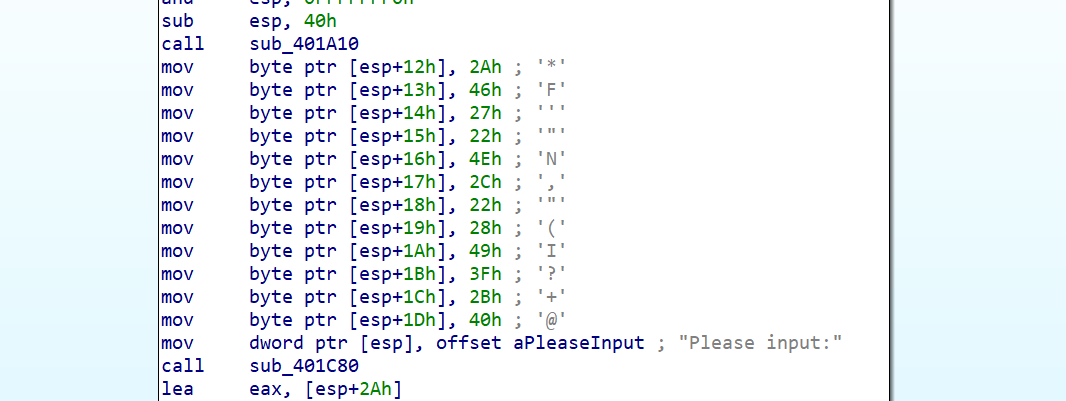 sub esp, 40h
call sub_401A10
mov byte ptr [esp+12h], 2Ah ; '*'
mov byte ptr [esp+13h], 46h ; 'F'
mov byte ptr [esp+14h], 27h ; '''
mov byte ptr [esp+15h], 22h ; '"'
mov byte ptr [esp+16h], 4Eh ; 'N'
mov byte ptr [esp+17h], 2Ch ; ','
mov byte ptr [esp+18h], 22h ; '"'
mov byte ptr [esp+19h], 28h ; '('
mov byte ptr [esp+1Ah], 49h ; 'I'
mov byte ptr [esp+1Bh], 3Fh ; '?'
mov byte ptr [esp+1Ch], 2Bh ; '+'
mov byte ptr [esp+1Dh], 40h ; '@'
mov dword ptr [esp], offset aPleaseInput ; "Please input:"
call sub_401C80
lea eax, [esp+2Ah]